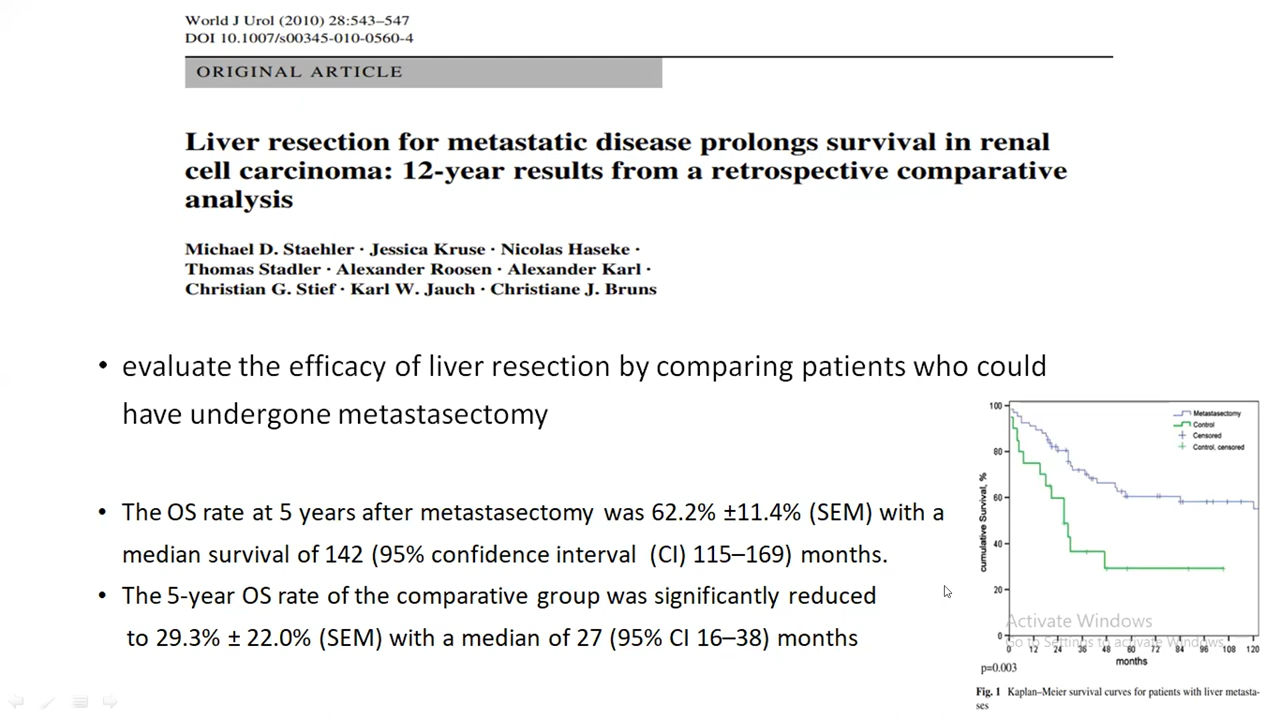 World J Urol (2010) 28:543–547
DOI 10.1007/s00345-010-0560-4
ORIGINAL ARTICLE
Liver resection for metastatic disease prolongs survival in renal
cell carcinoma: 12-year results from a retrospective comparative
analysis
Michael D. Staehler · Jessica Kruse · Nicolas Haseke ·
Thomas Stadler · Alexander Roosen · Alexander Karl ·
Christian G. Stief · Karl W. Jauch · Christiane J. Bruns
• evaluate the efficacy of liver resection by comparing patients who could
have undergone metastasectomy
• The OS rate at 5 years after metastasectomy was 62.2% ±11.4% (SEM) with a
median survival of 142 (95% confidence interval (CI) 115–169) months.
• The 5-year OS rate of the comparative group was significantly reduced
to 29.3% ± 22.0% (SEM) with a median of 27 (95% CI 16–38) months
Metastasectomy
Control
Censored
Control, censored
cumulative Survival, %
100
80
60
40
20
0
0 12 24 36 48 60 72 84 96 108 120
months
p=0.003
Activate Windows
Go to Settings to activate Windows.
Fig. 1 Kaplan–Meier survival curves for patients with liver metasta-
ses